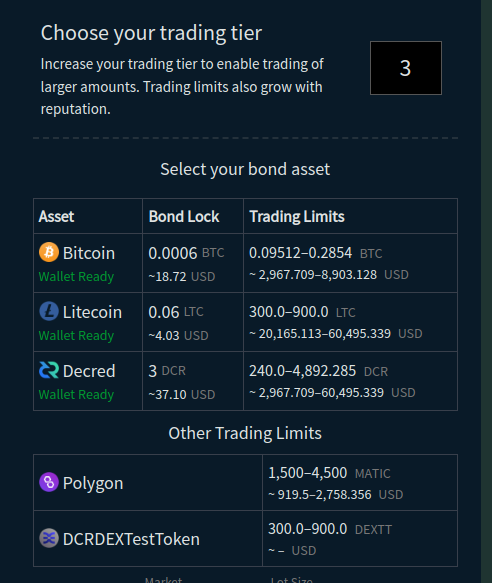 Choose your trading tier
Increase your trading tier to enable trading of
larger amounts. Trading limits also grow with
reputation.
3
Select your bond asset
Asset Bond Lock Trading Limits
Bitcoin 0.0006 BTC 0.09512–0.2854 BTC
Wallet Ready ~18.72 USD ~ 2,967.709–8,903.128 USD
Litecoin 0.06 LTC 300.0–900.0 LTC
Wallet Ready ~4.03 USD ~ 20,165.113–60,495.339 USD
Decred 3 DCR 240.0–4,892.285 DCR
Wallet Ready ~37.10 USD ~ 2,967.709–60,495.339 USD
Other Trading Limits
Polygon 1,500–4,500 MATIC
~ 919.5–2,758.356 USD
DCRDEXTestToken 300.0–900.0 DEXTT
~ – USD
Market Lot Size